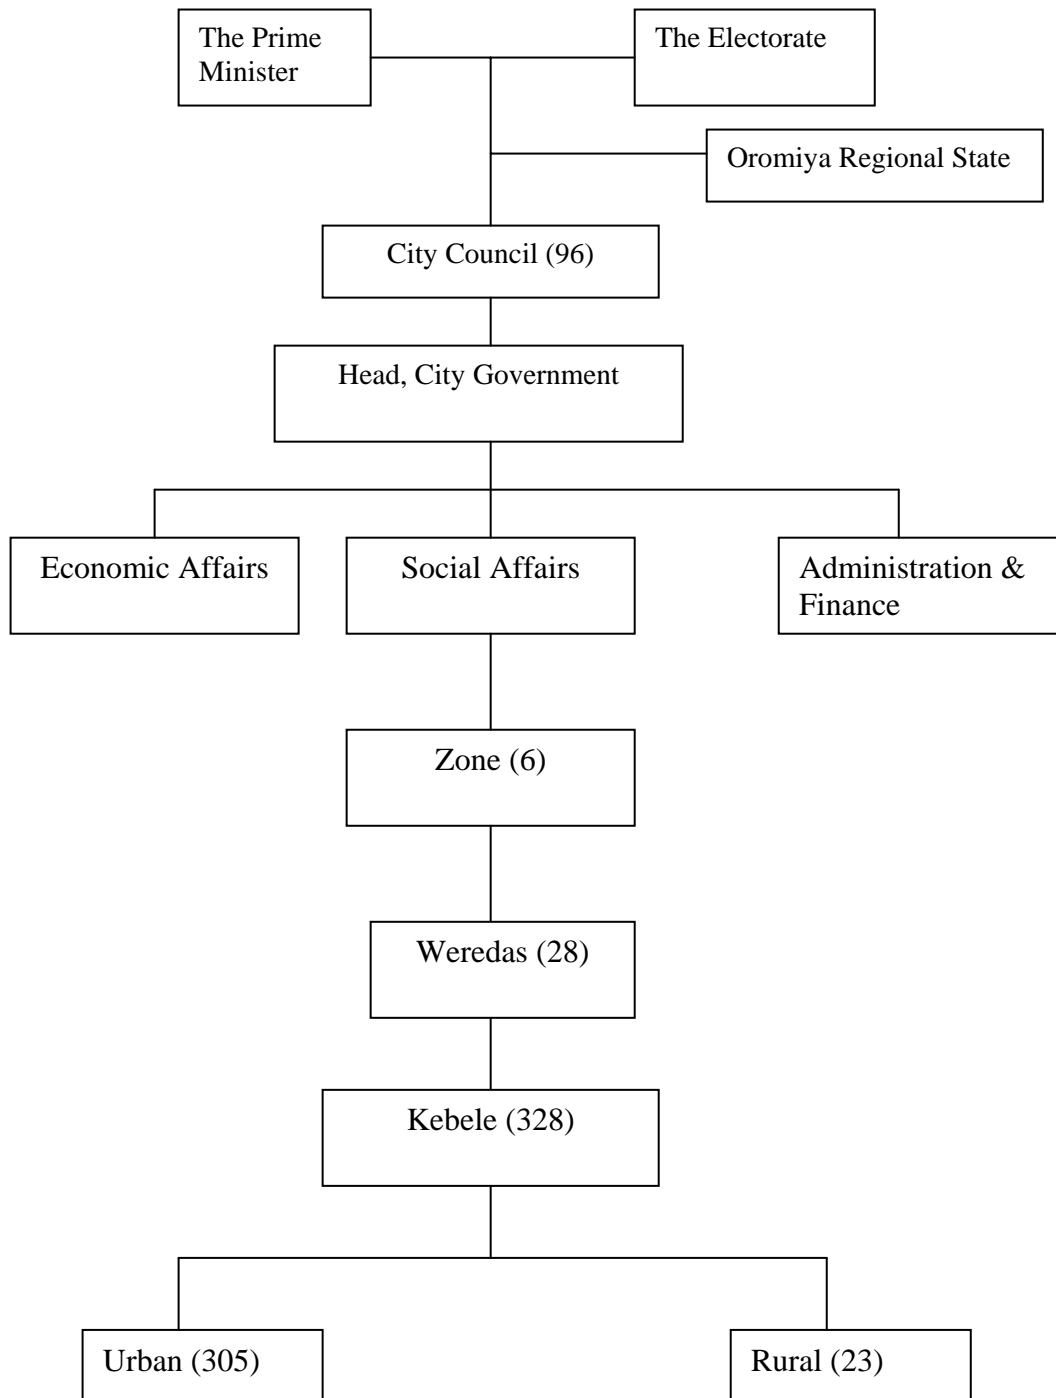 The Prime
Minister
The Electorate
Oromiya Regional State
City Council (96)
Head, City Government
Economic Affairs
Social Affairs
Administration &
Finance
Zone (6)
Weredas (28)
Kebele (328)
Urban (305)
Rural (23)